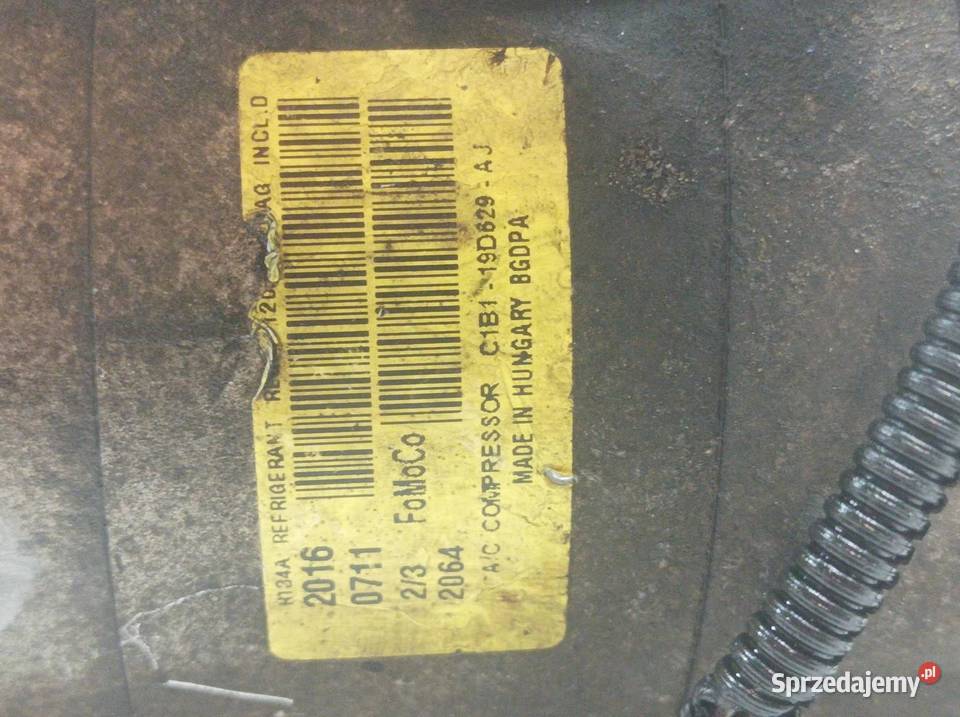 R134A REFRIGERANT 120 AG INCL.D
2016
0711
2/3 FoMoCo
2064
A/C COMPRESSOR C1B1-19D629-AJ
MADE IN HUNGARY BGDPA
Sprzedajemy.pl